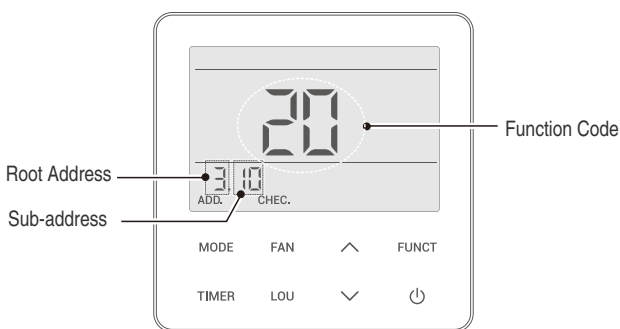 20
Function Code
Root Address
3.10
ADD. CHEC.
Sub-address
MODE FAN FUNCT
TIMER LOU